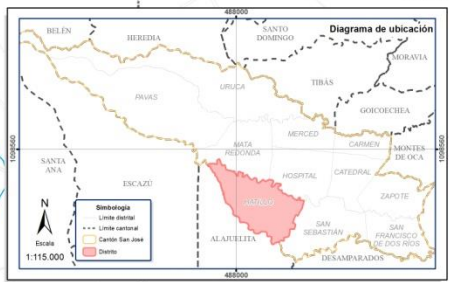 488000
Diagrama de ubicación
BELÉN
HEREDIA
SANTO
DOMINGO
MORAVIA
TIBÁS
URUCA
PAVAS
GOICOECHEA
MERCED
CARMEN
MONTES
DE OCA
1098560
1098560
MATA
REDONDA
SANTA
ANA
ESCAZÚ
HOSPITAL
CATEDRAL
ZAPOTE
HATILLO
SAN
SEBASTIÁN
SAN
FRANCISCO
DE DOS RÍOS
ALAJUELITA
DESAMPARADOS
N
Escala
1:115.000
Simbología
Límite distrital
Límite cantonal
Cantón San José
Distrito
488000